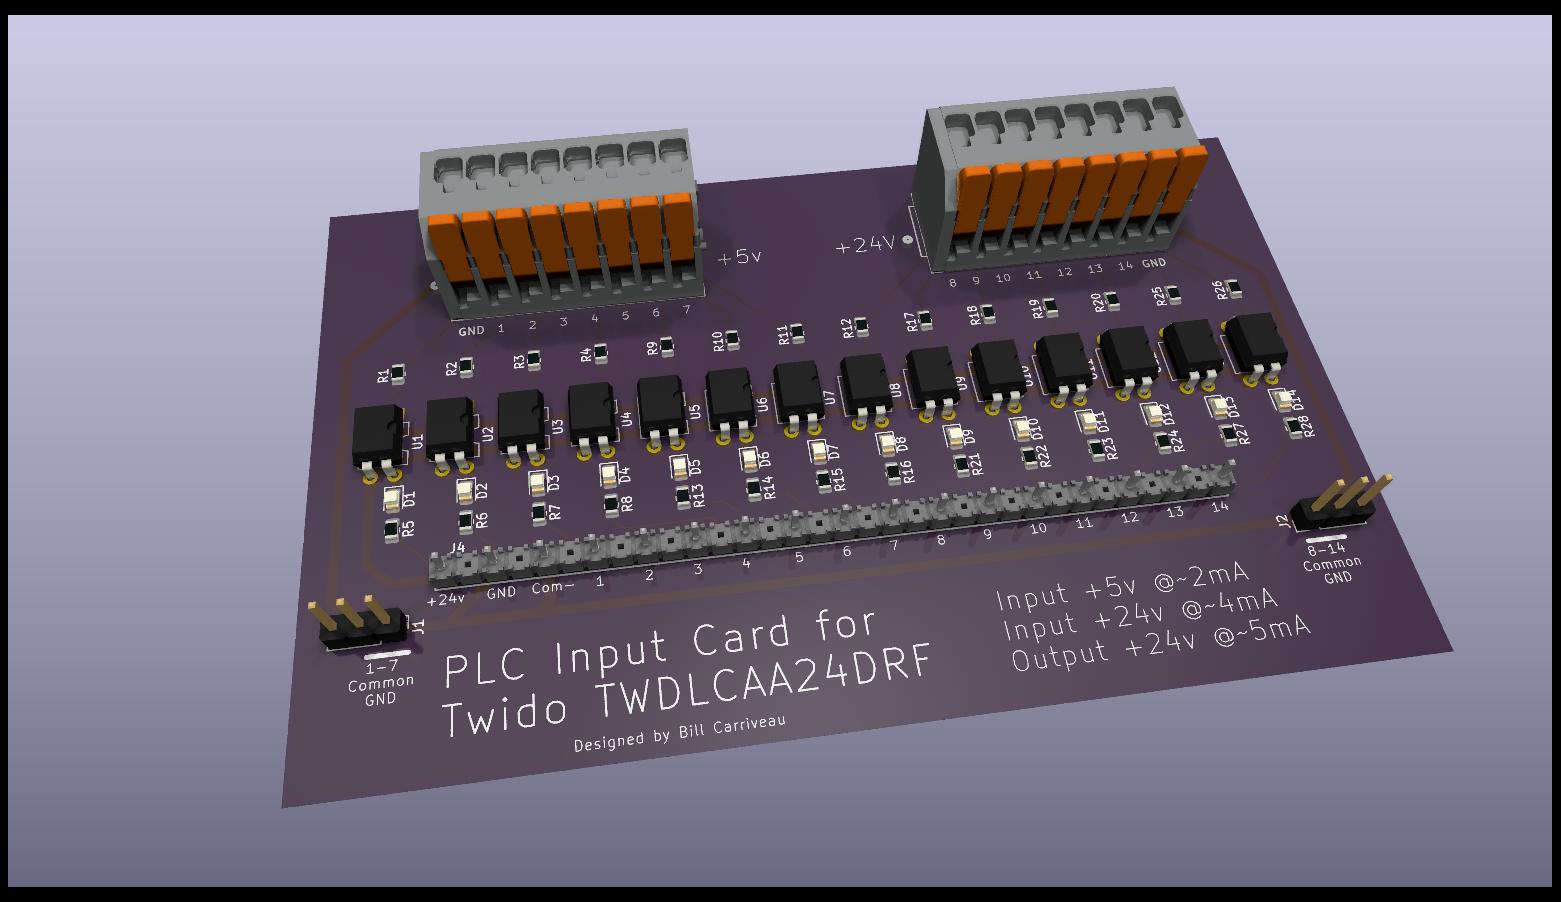 +5v
+24V
GND 1 2 3 4 5 6 7
8 9 10 11 12 13 14 GND
R1 R2 R3 R4 R9 R10 R11 R12 R17 R18 R19 R20 R25 R26
U1 U2 U3 U4 U5 U6 U7 U8 U9 U10
D1 D2 D3 D4 D5 D6 D7 D8 D9 D10 D11 D12 D13 D14
R5 R6 R7 R8 R13 R14 R15 R16 R21 R22 R23 R24 R27 R28
J4
+24v GND Com- 1 2 3 4 5 6 7 8 9 10 11 12 13 14
J1
1-7
Common
GND
J2
8-14
Common
GND
PLC Input Card for
Twido TWDLCAA24DRF
Designed by Bill Carriveau
Input +5v @~2mA
Input +24v @~4mA
Output +24v @~5mA